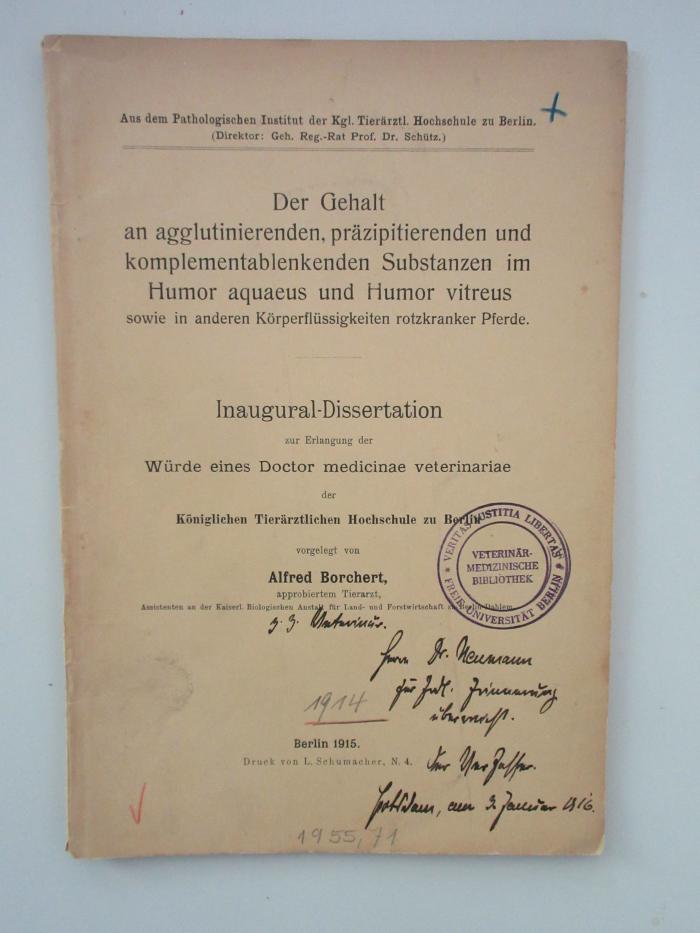 Aus dem Pathologischen Institut der Kgl. Tierärztl. Hochschule zu Berlin.
(Direktor: Geh. Reg.-Rat Prof. Dr. Schütz.)
Der Gehalt
an agglutinierenden, präzipitierenden und
komplementablenkenden Substanzen im
Humor aquaeus und Humor vitreus
sowie in anderen Körperflüssigkeiten rotzkranker Pferde.
Inaugural-Dissertation
zur Erlangung der
Würde eines Doctor medicinae veterinariae
der
Königlichen Tierärztlichen Hochschule zu Berlin
VERITAS JUSTITIA LIBERTAS
VETERINÄR-
MEDIZINISCHE
BIBLIOTHEK
FREIE UNIVERSITÄT BERLIN
vorgelegt von
Alfred Borchert,
approbiertem Tierarzt,
Assistenten an der Kaiserl. Biologischen Anstalt für Land- und Forstwirtschaft zu Berlin-Dahlem
z. Z. Veterinär.
Herrn Dr. Neumann
zur frdl. Erinnerung
überreicht.
1914
Berlin 1915.
Druck von L. Schumacher, N. 4.
Der Verfasser.
Potsdam, am 3. Januar 1916.
1955, 71